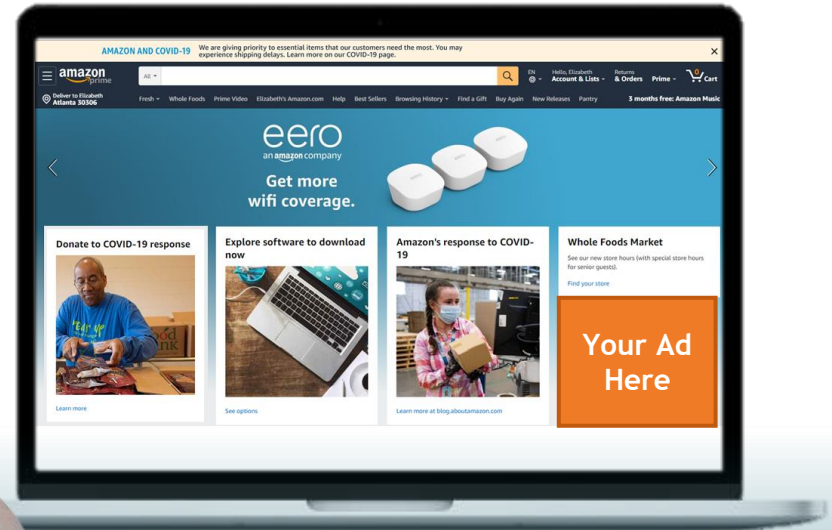 AMAZON AND COVID-19
We are giving priority to essential items that our customers need the most. You may
experience shipping delays. Learn more on our COVID-19 page.
amazon
prime
All
EN
Hello, Elizabeth
Account & Lists
Returns
& Orders
Prime
0
Cart
Deliver to Elizabeth
Atlanta 30306
Fresh
Whole Foods
Prime Video
Elizabeth's Amazon.com
Help
Best Sellers
Browsing History
Find a Gift
Buy Again
New Releases
Pantry
3 months free: Amazon Music
eero
an amazon company
Get more
wifi coverage.
Donate to COVID-19 response
Learn more
Explore software to download
now
See options
Amazon's response to COVID-
19
Learn more at blog.aboutamazon.com
Whole Foods Market
See our new store hours (with special store hours
for senior guests).
Find your store
Your Ad
Here